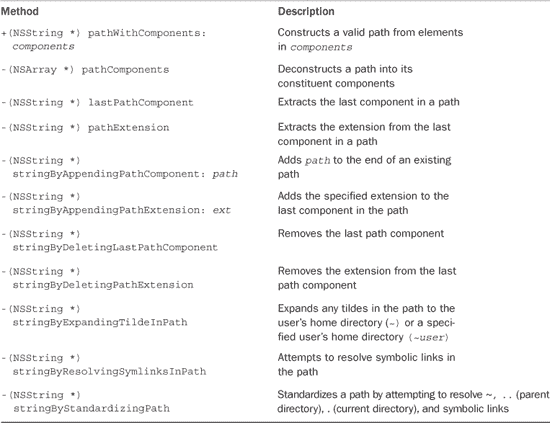 Method Description
+(NSString *) pathWithComponents: Constructs a valid path from elements
components in components
-(NSArray *) pathComponents Deconstructs a path into its
constituent components
-(NSString *) lastPathComponent Extracts the last component in a path
-(NSString *) pathExtension Extracts the extension from the last
component in a path
-(NSString *) Adds path to the end of an existing
stringByAppendingPathComponent: path path
-(NSString *) Adds the specified extension to the
stringByAppendingPathExtension: ext last component in the path
-(NSString *) Removes the last path component
stringByDeletingLastPathComponent
-(NSString *) Removes the extension from the last
stringByDeletingPathExtension path component
-(NSString *) Expands any tildes in the path to the
stringByExpandingTildeInPath user's home directory (~) or a speci-
fied user's home directory (~user)
-(NSString *) Attempts to resolve symbolic links in
stringByResolvingSymlinksInPath the path
-(NSString *) Standardizes a path by attempting to resolve ~, .. (parent
stringByStandardizingPath directory), . (current directory), and symbolic links